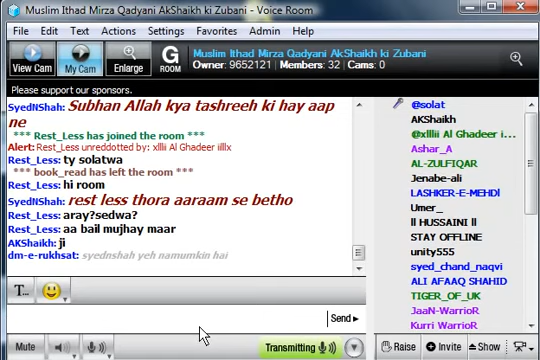 Muslim Ithad Mirza Qadyani AkShaikh ki Zubani - Voice Room
File Edit Text Actions Settings Favorites Admin Help
View Cam
My Cam
Enlarge
G
ROOM
Muslim Ithad Mirza Qadyani AkShaikh ki Zubani
Owner: 9652121 | Members: 32 | Cams: 0
Please support our sponsors.
SyedNShah: Subhan Allah kya tashreeh ki hay aap
ne
*** Rest_Less has joined the room ***
Alert: Rest_Less unreddotted by: xlllii Al Ghadeer iillx
Rest_Less: ty solatwa
*** book_read has left the room ***
Rest_Less: hi room
SyedNShah: rest less thora aaraam se betho
Rest_Less: aray?sedwa?
Rest_Less: aa bail mujhay maar
AKShaikh: ji
dm-e-rukhsat: syednshah yeh namumkin hai
T...
Send
Mute
Transmitting
@solat
AKShaikh
@xlllii Al Ghadeer i...
Ashar_A
AL-ZULFIQAR
Jenabe-ali
LASHKER-E-MEHDI
Umer_
ll HUSSAINI ll
STAY OFFLINE
unity555
syed_chand_naqvi
ALI AFAAQ SHAHID
TIGER_OF_UK
JaaN-WarrioR
Kurri WarrioR
Raise
Invite
Show